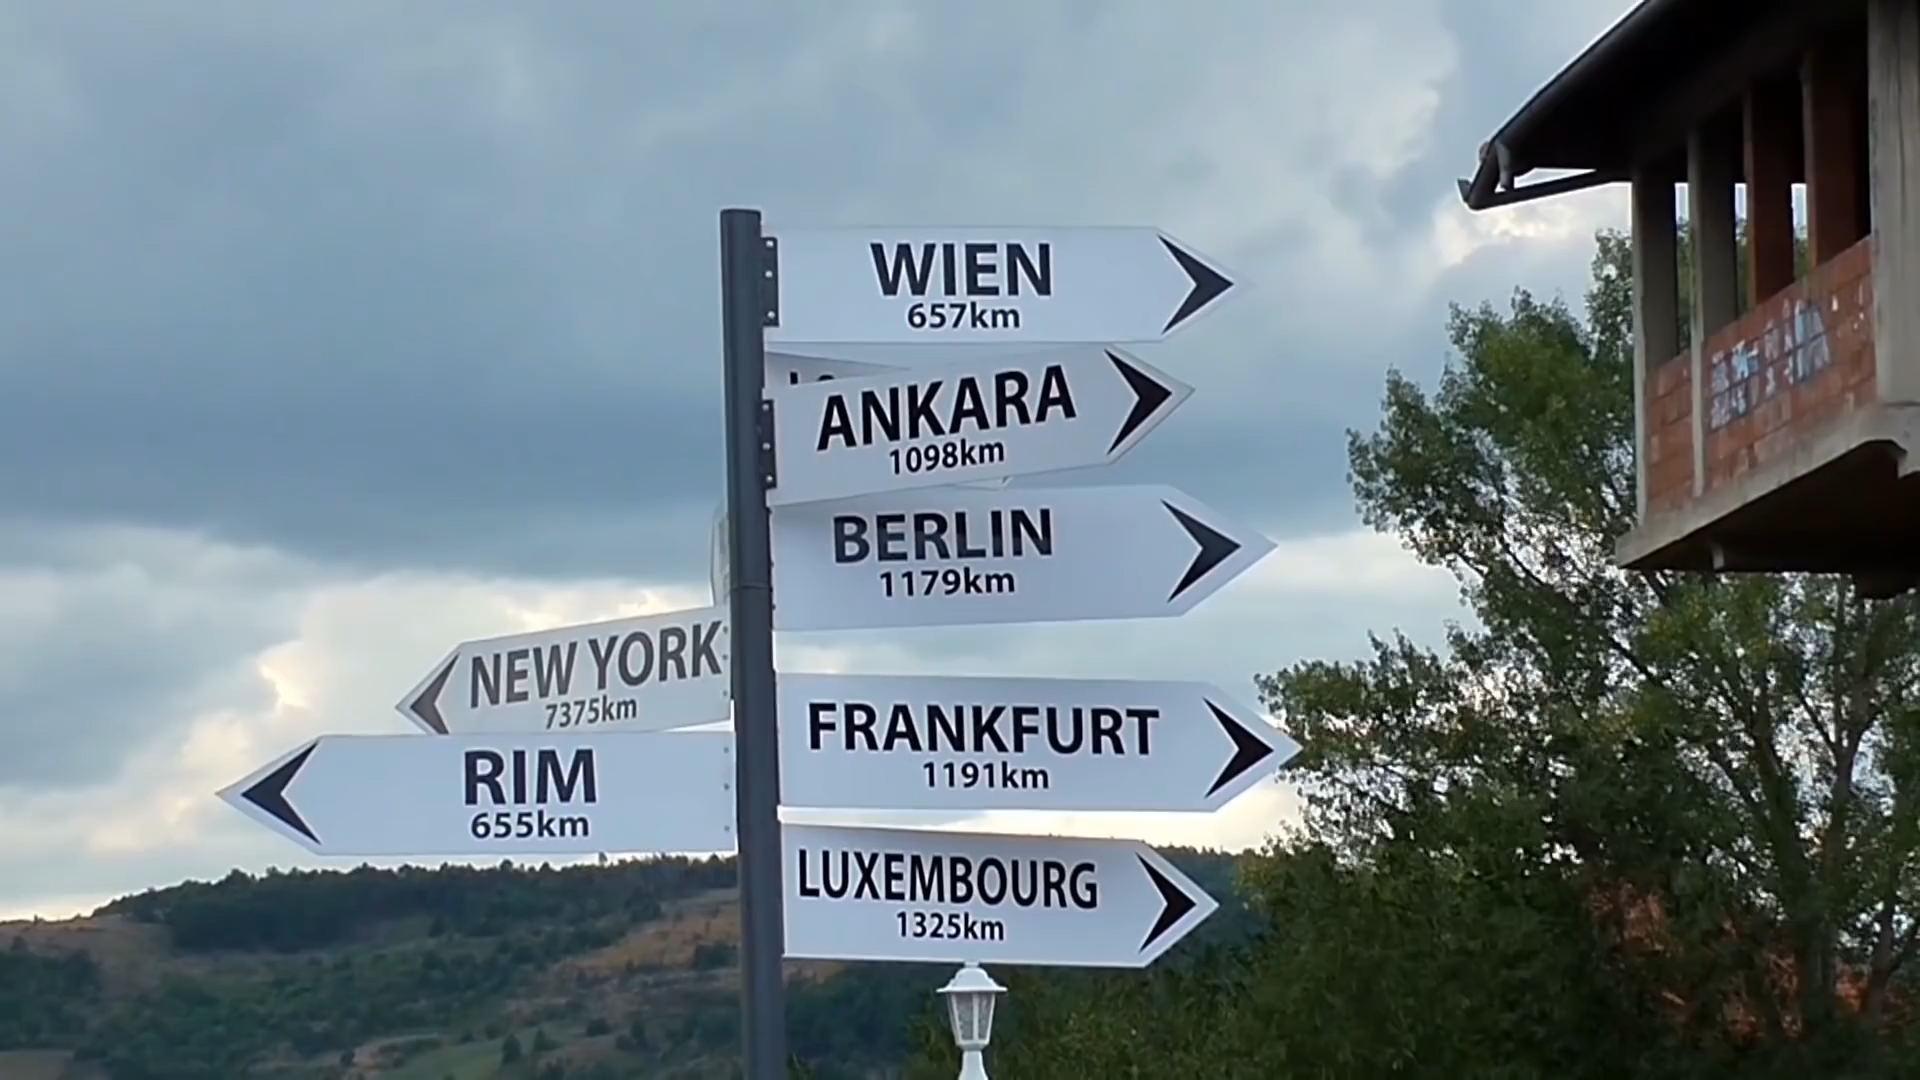 WIEN
657km
ANKARA
1098km
BERLIN
1179km
NEW YORK
7375km
FRANKFURT
1191km
RIM
655km
LUXEMBOURG
1325km